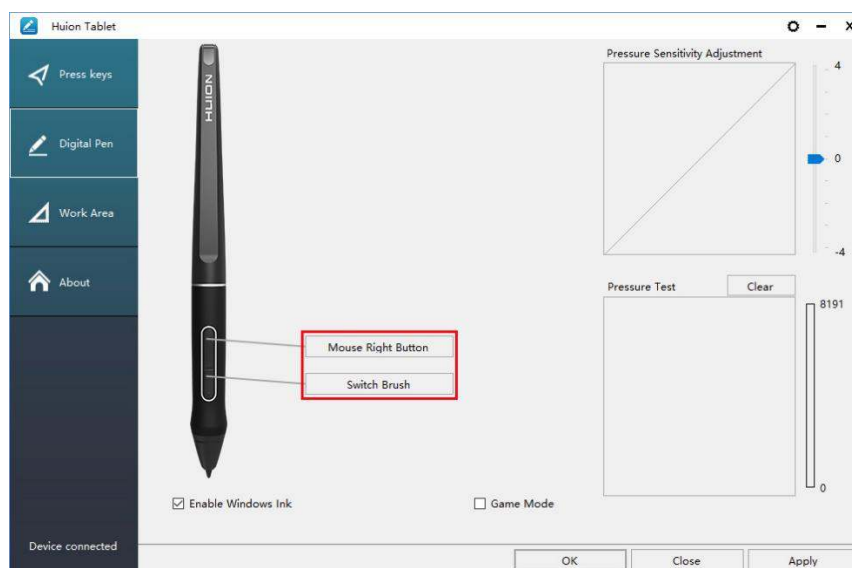 Huion Tablet
Press keys
Digital Pen
Work Area
About
Device connected
HUION
Mouse Right Button
Switch Brush
Enable Windows Ink
Game Mode
Pressure Sensitivity Adjustment
4
0
-4
Pressure Test
Clear
8191
0
OK
Close
Apply